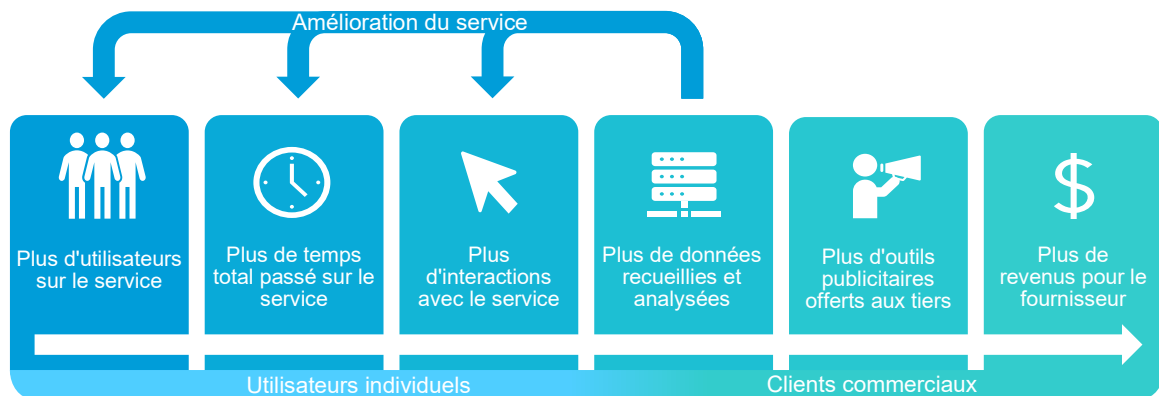 Amélioration du service
Plus d'utilisateurs
sur le service
Plus de temps
total passé sur le
service
Plus
d'interactions
avec le service
Plus de données
recueillies et
analysées
Plus d'outils
publicitaires
offerts aux tiers
Plus de
revenus pour le
fournisseur
Utilisateurs individuels
Clients commerciaux